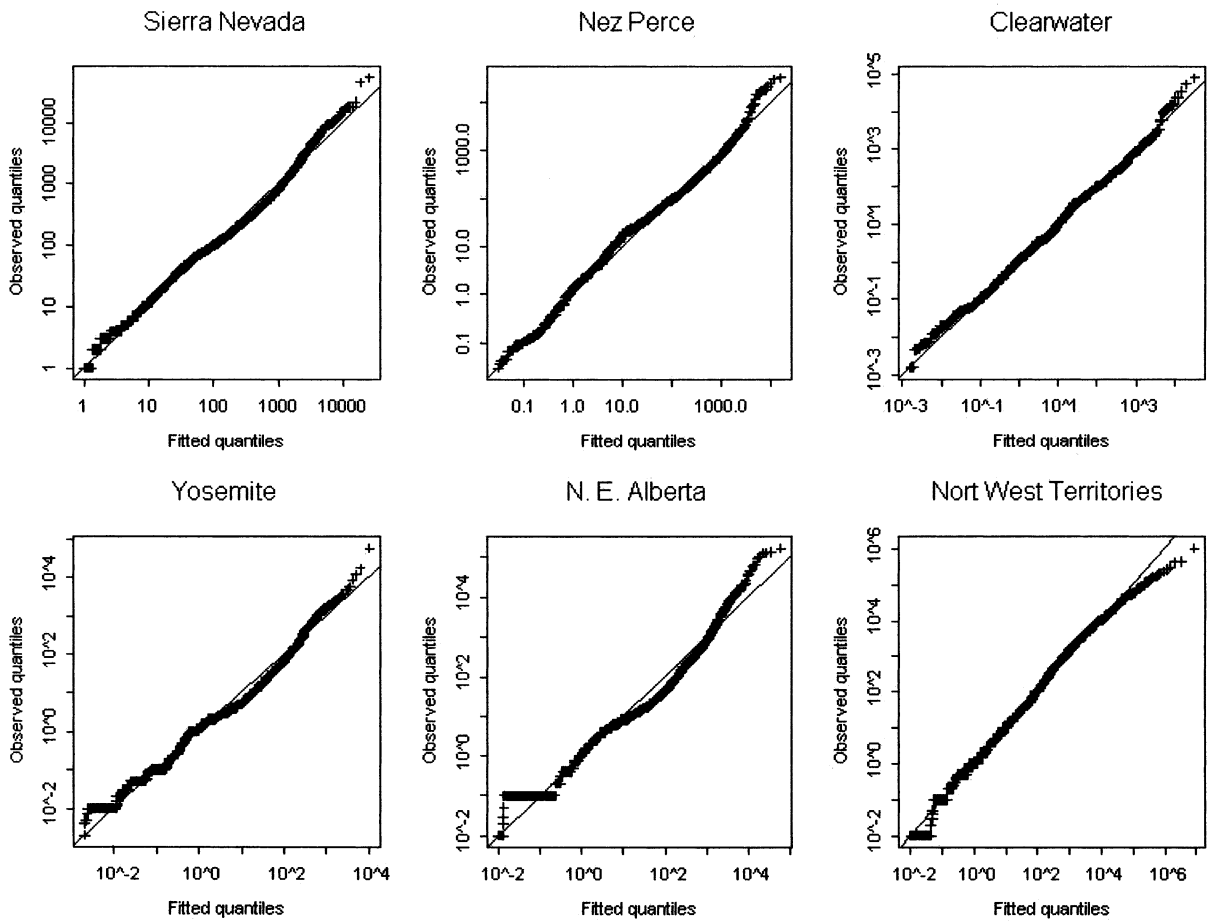 Sierra Nevada
Nez Perce
Clearwater
Observed quantiles
10000
1000
100
10
1
1 10 100 1000 10000
Fitted quantiles
Observed quantiles
1000.0
10.0
1.0
0.1
0.1 1.0 10.0 1000.0
Fitted quantiles
Observed quantiles
10^5
10^3
10^1
10^-1
10^-3
10^-3 10^-1 10^1 10^3
Fitted quantiles
Yosemite
N. E. Alberta
Nort West Territories
Observed quantiles
10^4
10^2
10^0
10^-2
10^-2 10^0 10^2 10^4
Fitted quantiles
Observed quantiles
10^4
10^2
10^0
10^-2
10^-2 10^0 10^2 10^4
Fitted quantiles
Observed quantiles
10^6
10^4
10^2
10^0
10^-2
10^-2 10^0 10^2 10^4 10^6
Fitted quantiles